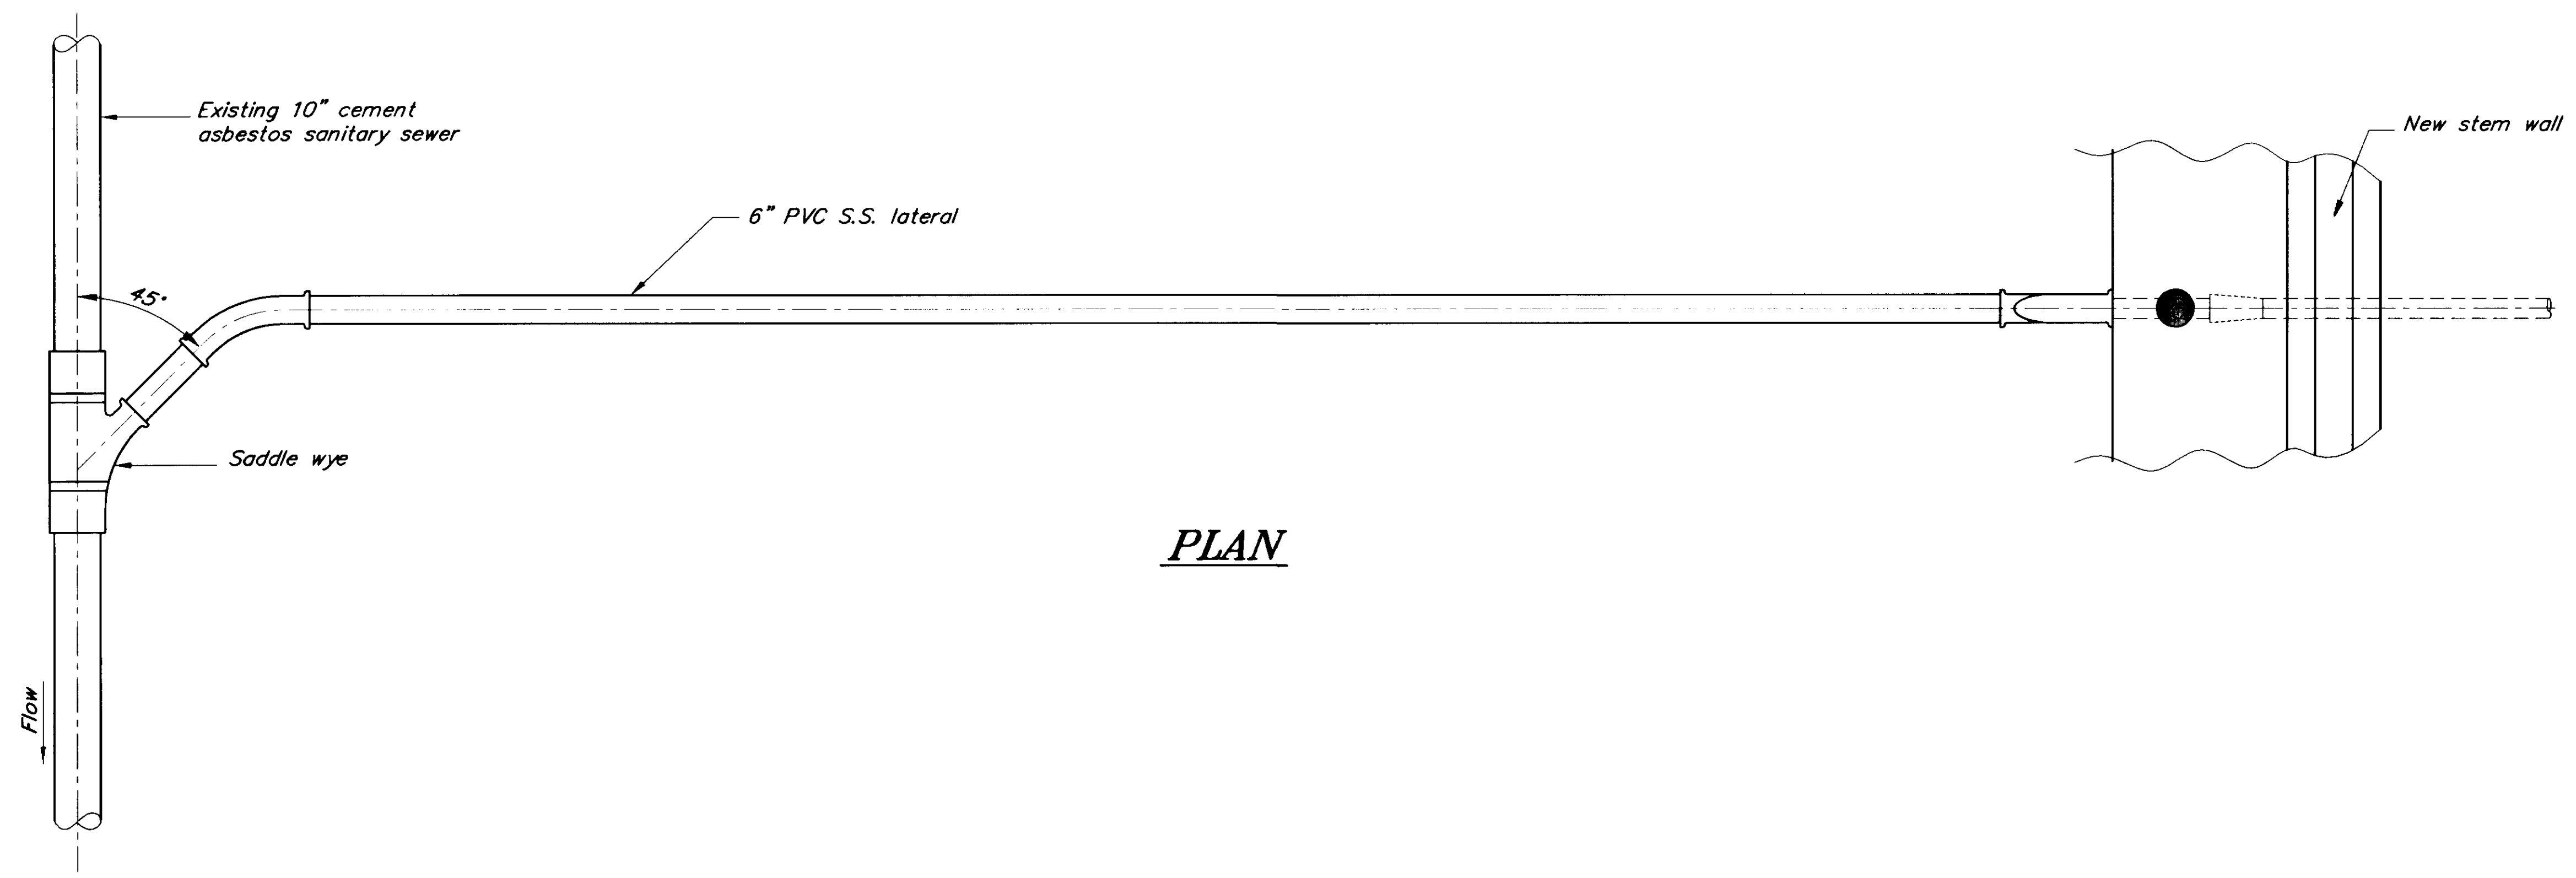 Existing 10" cement
asbestos sanitary sewer
New stem wall
6" PVC S.S. lateral
45°
Saddle wye
PLAN
Flow